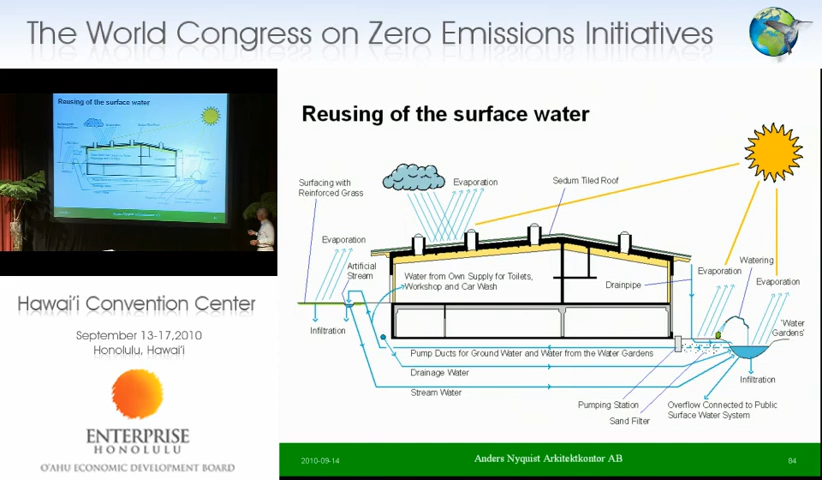 The World Congress on Zero Emissions Initiatives
Reusing of the surface water
Reusing of the surface water
Surfacing with
Reinforced Grass
Evaporation
Sedum Tiled Roof
Evaporation
Artificial
Stream
Water from Own Supply for Toilets,
Workshop and Car Wash
Drainpipe
Evaporation
Watering
Evaporation
'Water
Gardens'
Infiltration
Pump Ducts for Ground Water and Water from the Water Gardens
Drainage Water
Stream Water
Infiltration
Pumping Station
Sand Filter
Overflow Connected to Public
Surface Water System
2010-09-14
Anders Nyquist Arkitektkontor AB
84
Hawai'i Convention Center
September 13-17,2010
Honolulu, Hawai'i
ENTERPRISE
HONOLULU
O'AHU ECONOMIC DEVELOPMENT BOARD